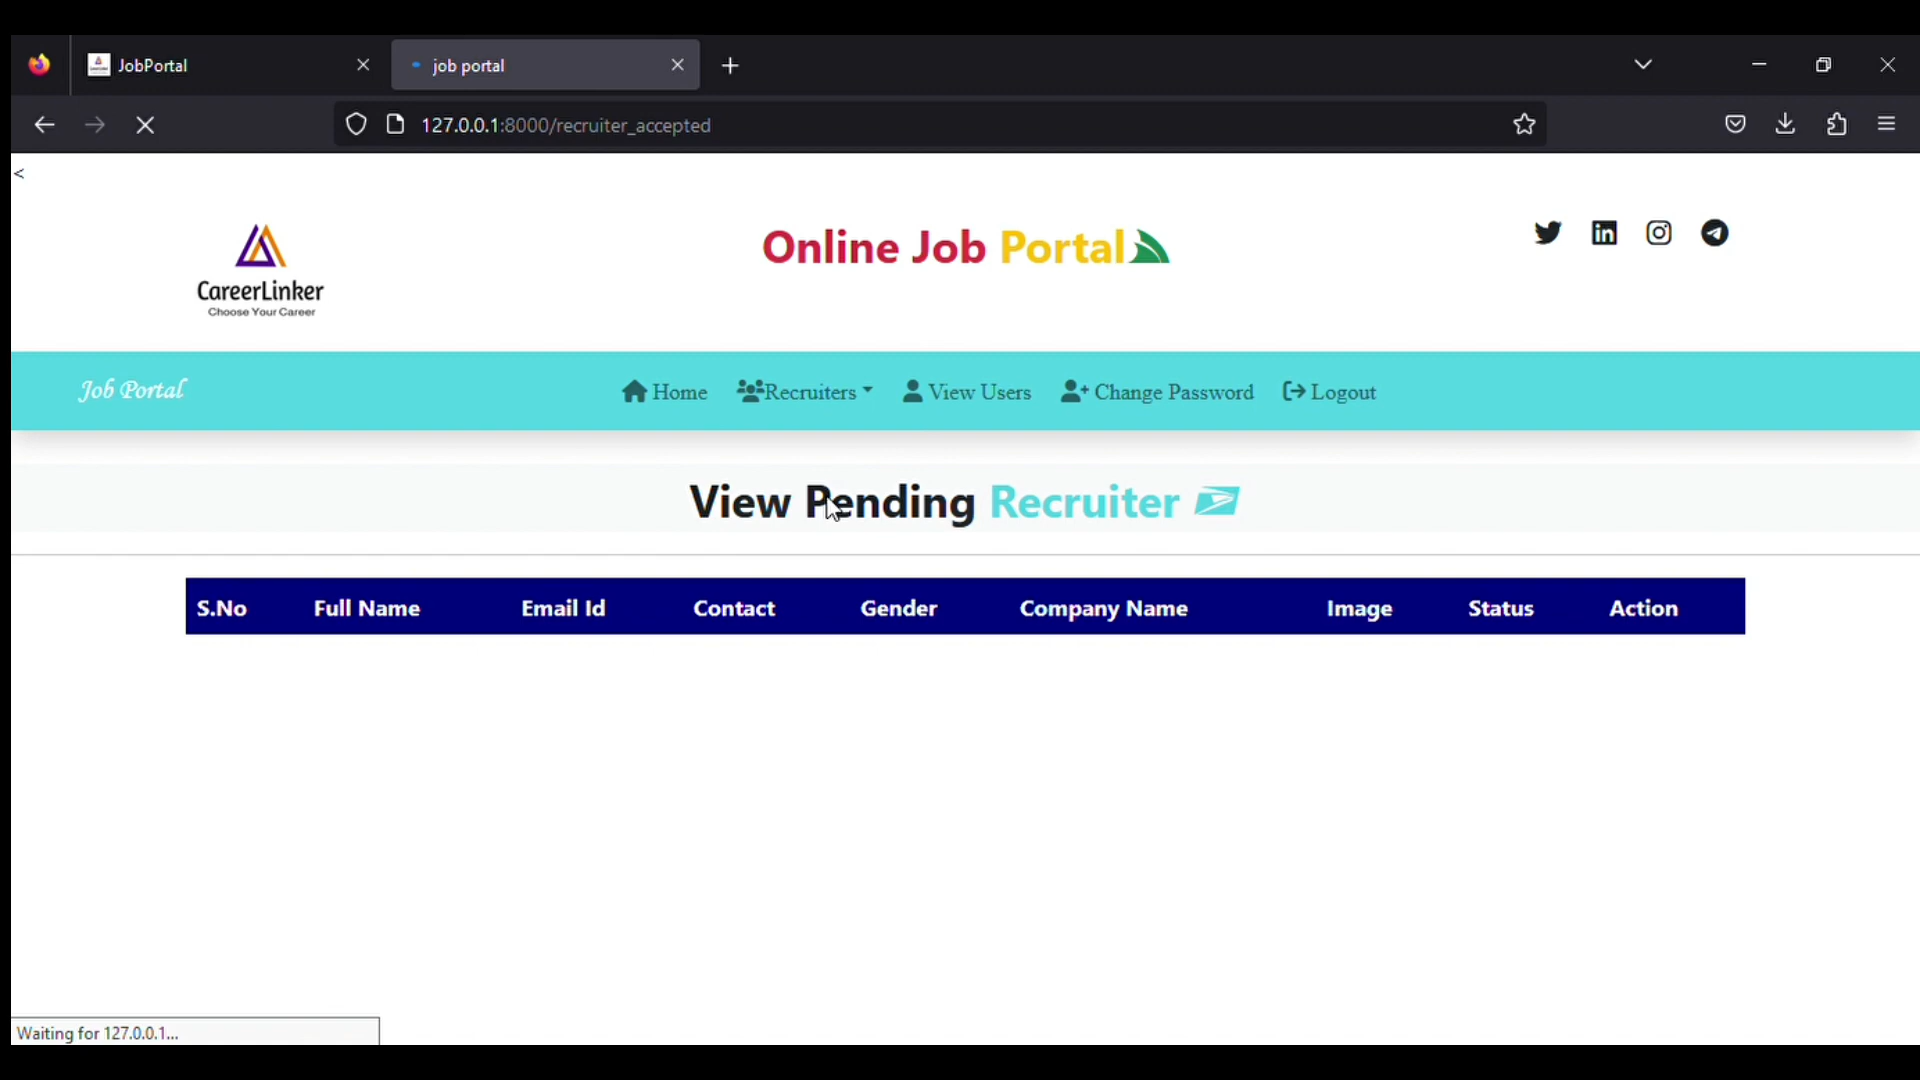 JobPortal
job portal
127.0.0.1:8000/recruiter_accepted
<
CareerLinker
Choose Your Career
Online Job Portal
Job Portal
Home
Recruiters
View Users
Change Password
Logout
View Pending Recruiter
S.No Full Name Email Id Contact Gender Company Name Image Status Action
Waiting for 127.0.0.1...